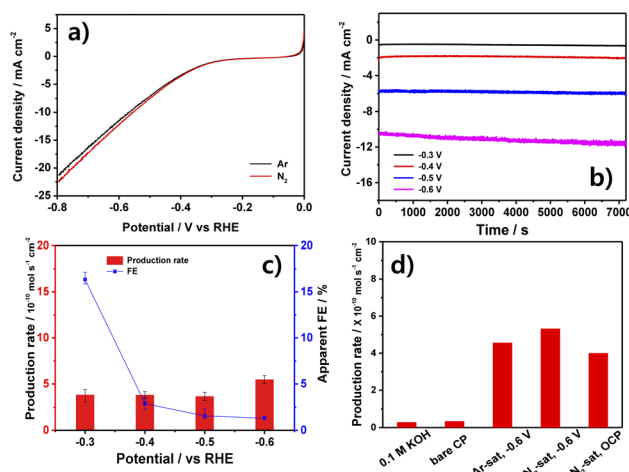 a)
Current density / mA cm⁻²
5
0
-5
-10
-15
-20
-25
Ar
N₂
-0.8 -0.6 -0.4 -0.2 0.0
Potential / V vs RHE
b)
Current density / mA cm⁻²
0
-4
-8
-12
-16
-0.3 V
-0.4 V
-0.5 V
-0.6 V
0 1000 2000 3000 4000 5000 6000 7000
Time / s
c)
Production rate / 10⁻¹⁰ mol s⁻¹ cm⁻²
20
15
10
5
0
Production rate
FE
20
15
10
5
0
Apparent FE / %
-0.3 -0.4 -0.5 -0.6
Potential / vs RHE
d)
Production rate / X 10⁻¹⁰ mol s⁻¹ cm⁻²
10
8
6
4
2
0
0.1 M KOH
bare CP
Ar-sat, -0.6 V
-sat, -0.6 V
-sat, OCP